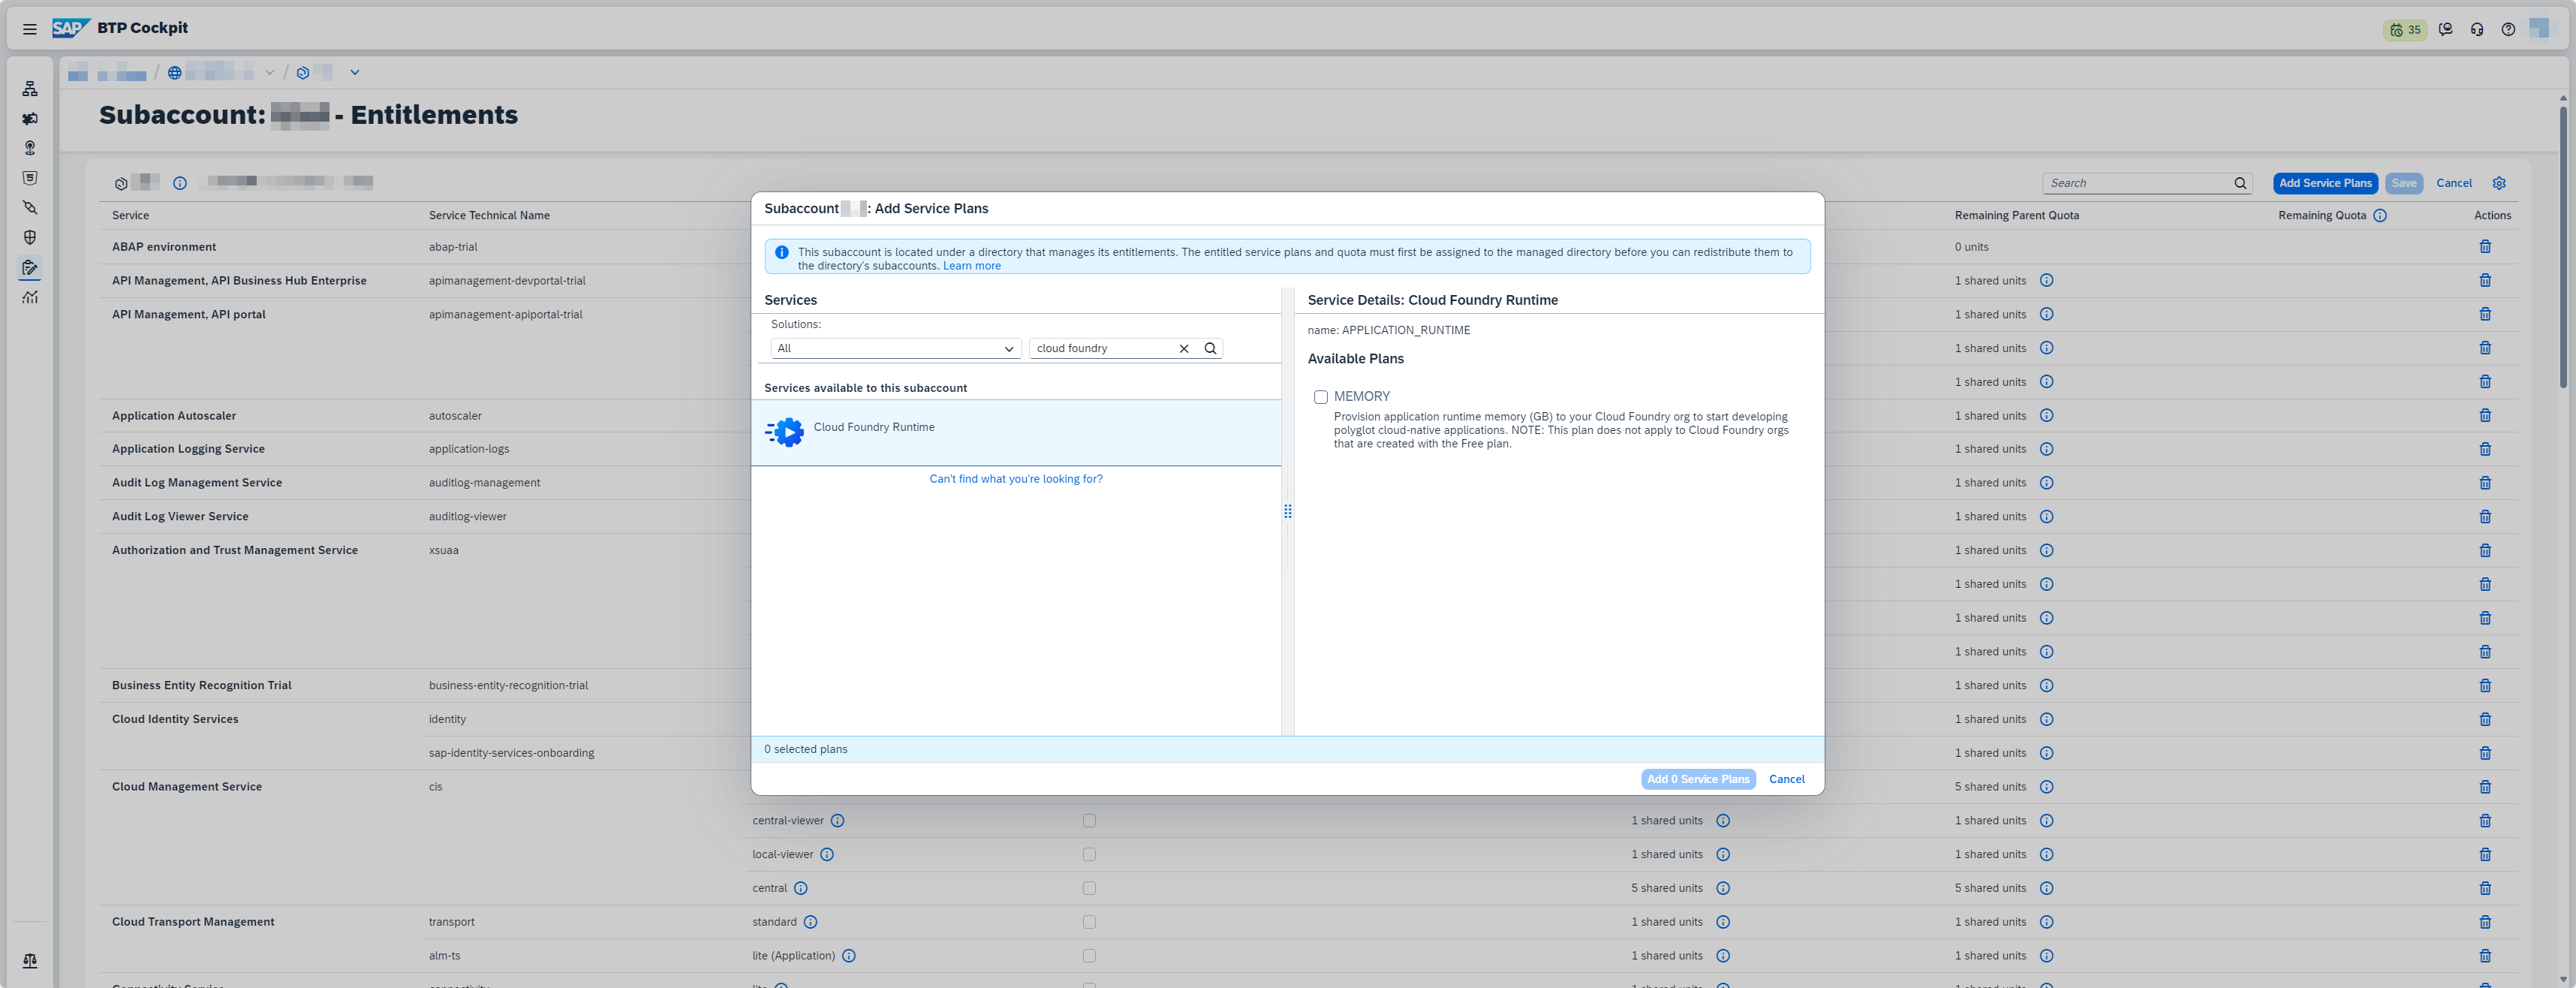 SAP BTP Cockpit
35
Subaccount: - Entitlements
Search
Add Service Plans
Save
Cancel
Service
Service Technical Name
Remaining Parent Quota
Remaining Quota
Actions
ABAP environment
abap-trial
0 units
API Management, API Business Hub Enterprise
apimanagement-devportal-trial
1 shared units
API Management, API portal
apimanagement-apiportal-trial
1 shared units
1 shared units
1 shared units
Application Autoscaler
autoscaler
1 shared units
Application Logging Service
application-logs
1 shared units
Audit Log Management Service
auditlog-management
1 shared units
Audit Log Viewer Service
auditlog-viewer
1 shared units
Authorization and Trust Management Service
xsuaa
1 shared units
1 shared units
1 shared units
1 shared units
Business Entity Recognition Trial
business-entity-recognition-trial
1 shared units
Cloud Identity Services
identity
1 shared units
sap-identity-services-onboarding
1 shared units
Cloud Management Service
cis
5 shared units
central-viewer
1 shared units
1 shared units
local-viewer
1 shared units
1 shared units
central
5 shared units
5 shared units
Cloud Transport Management
transport
standard
1 shared units
1 shared units
alm-ts
lite (Application)
1 shared units
1 shared units
Subaccount : Add Service Plans
This subaccount is located under a directory that manages its entitlements. The entitled service plans and quota must first be assigned to the managed directory before you can redistribute them to
the directory's subaccounts. Learn more
Services
Solutions:
All
cloud foundry
Services available to this subaccount
Cloud Foundry Runtime
Can't find what you're looking for?
Service Details: Cloud Foundry Runtime
name: APPLICATION_RUNTIME
Available Plans
MEMORY
Provision application runtime memory (GB) to your Cloud Foundry org to start developing
polyglot cloud-native applications. NOTE: This plan does not apply to Cloud Foundry orgs
that are created with the Free plan.
0 selected plans
Add 0 Service Plans
Cancel